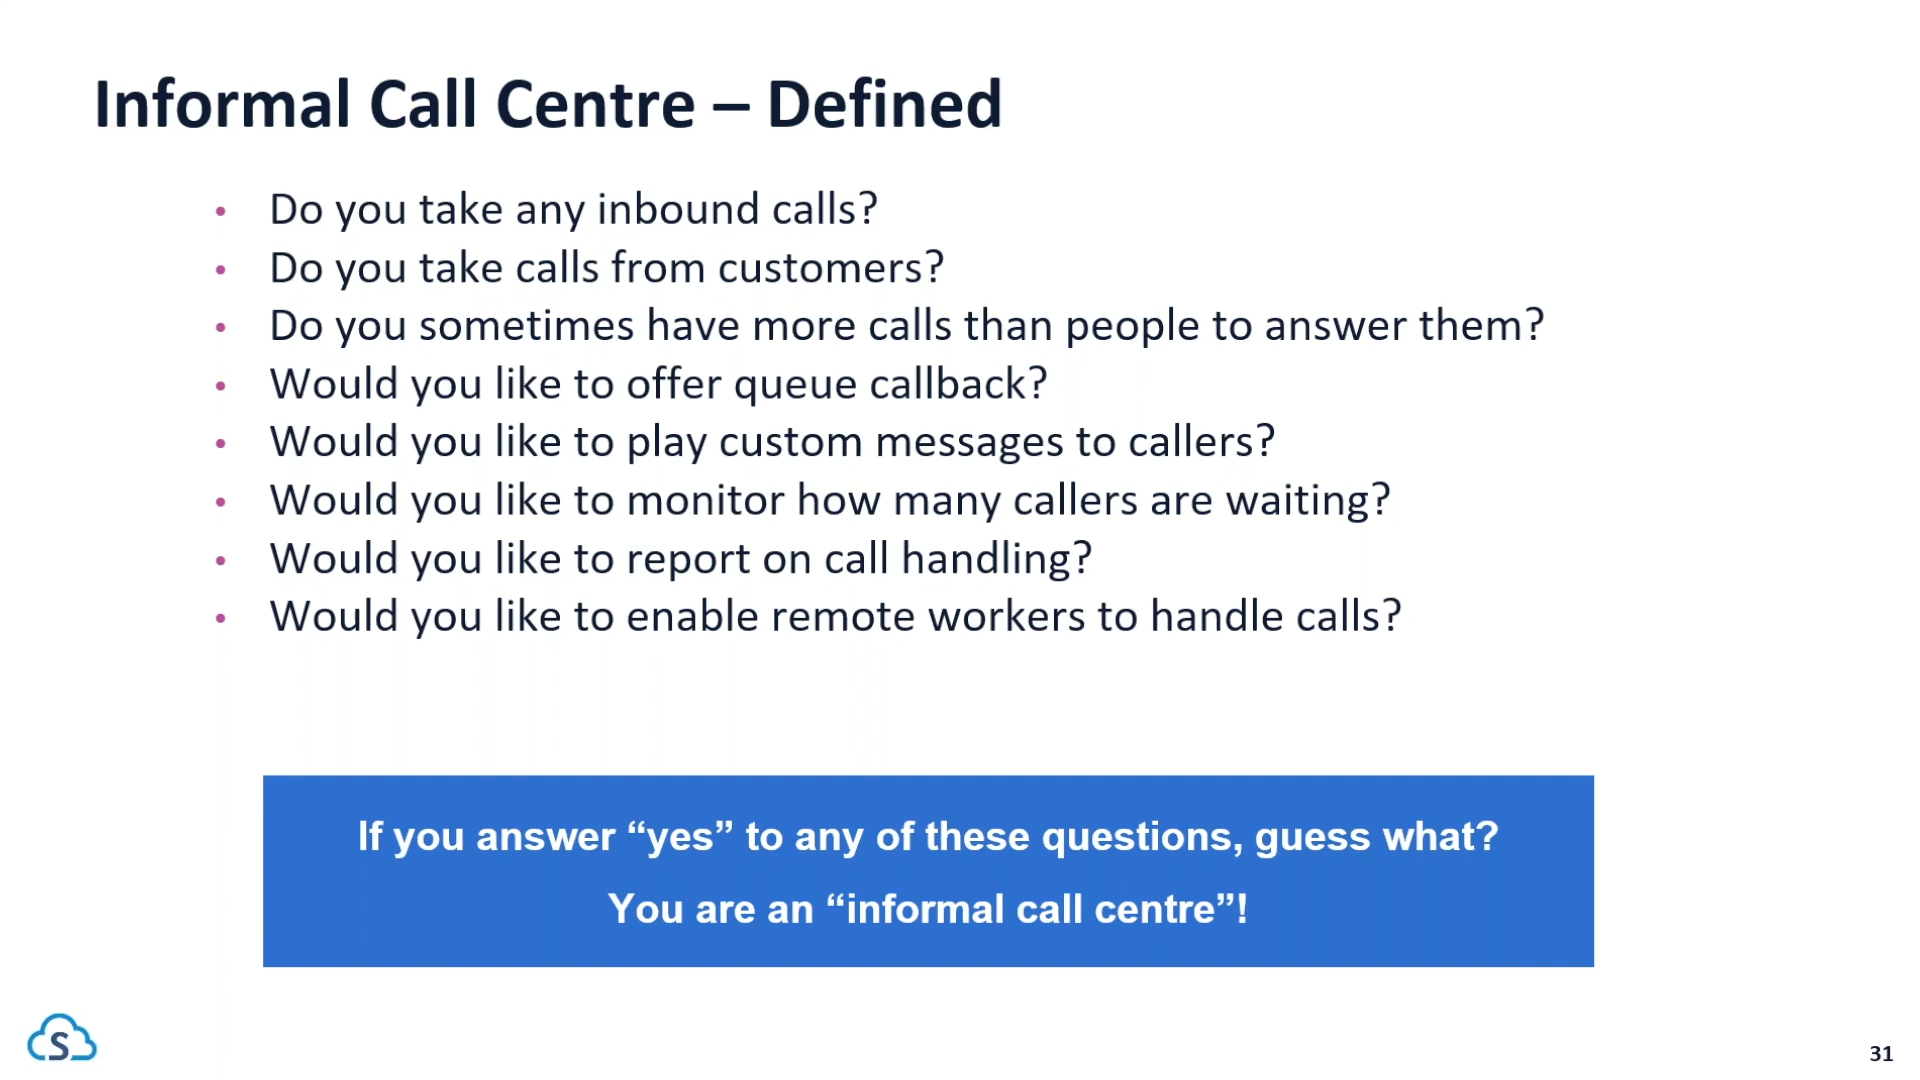 Informal Call Centre – Defined
• Do you take any inbound calls?
• Do you take calls from customers?
• Do you sometimes have more calls than people to answer them?
• Would you like to offer queue callback?
• Would you like to play custom messages to callers?
• Would you like to monitor how many callers are waiting?
• Would you like to report on call handling?
• Would you like to enable remote workers to handle calls?
If you answer “yes” to any of these questions, guess what?
You are an “informal call centre”!
S
31